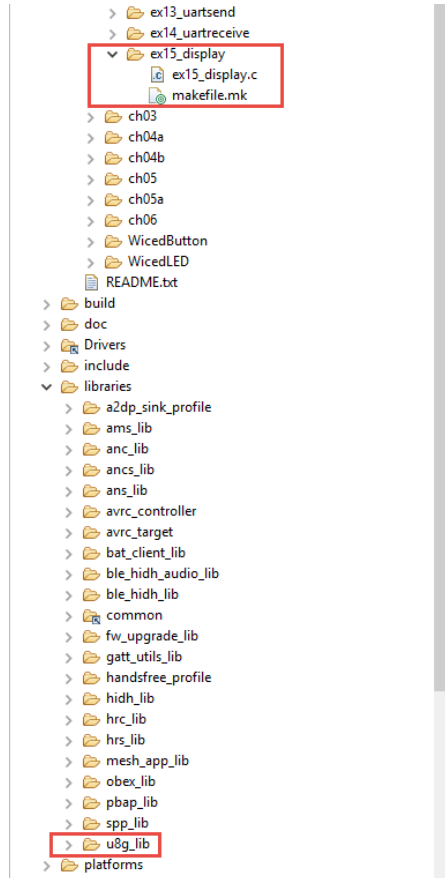 ex13_uartsend
ex14_uartreceive
ex15_display
ex15_display.c
makefile.mk
ch03
ch04a
ch04b
ch05
ch05a
ch06
WicedButton
WicedLED
README.txt
build
doc
Drivers
include
libraries
a2dp_sink_profile
ams_lib
anc_lib
ancs_lib
ans_lib
avrc_controller
avrc_target
bat_client_lib
ble_hidh_audio_lib
ble_hidh_lib
common
fw_upgrade_lib
gatt_utils_lib
handsfree_profile
hidh_lib
hrc_lib
hrs_lib
mesh_app_lib
obex_lib
pbap_lib
spp_lib
u8g_lib
platforms